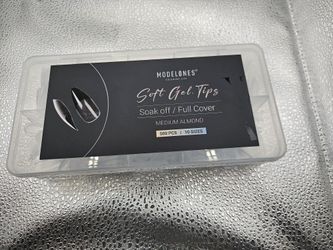 MODELONES®
Soft Gel Tips
Soak off / Full Cover
MEDIUM ALMOND
500 PCS | 10 SIZES